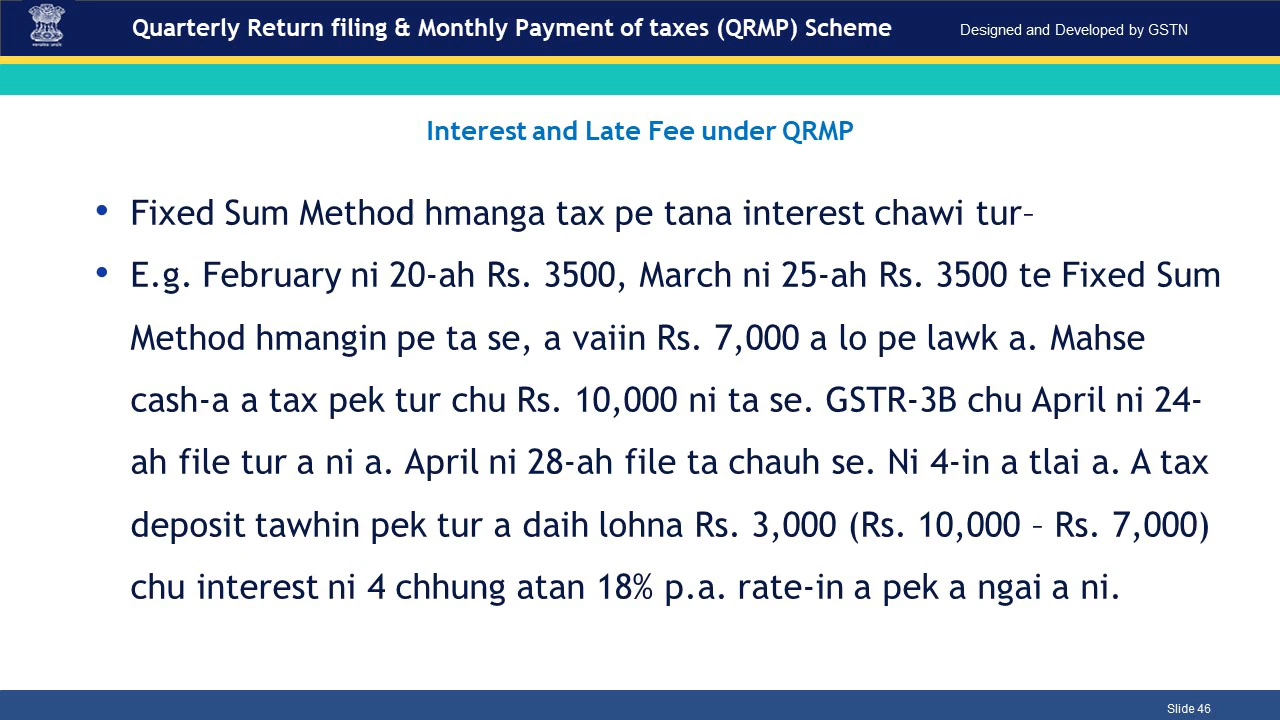 Quarterly Return filing & Monthly Payment of taxes (QRMP) Scheme
Designed and Developed by GSTN
Interest and Late Fee under QRMP
• Fixed Sum Method hmanga tax pe tana interest chawi tur–
• E.g. February ni 20-ah Rs. 3500, March ni 25-ah Rs. 3500 te Fixed Sum
Method hmangin pe ta se, a vaiin Rs. 7,000 a lo pe lawk a. Mahse
cash-a a tax pek tur chu Rs. 10,000 ni ta se. GSTR-3B chu April ni 24-
ah file tur a ni a. April ni 28-ah file ta chauh se. Ni 4-in a tlai a. A tax
deposit tawhin pek tur a daih lohna Rs. 3,000 (Rs. 10,000 – Rs. 7,000)
chu interest ni 4 chhung atan 18% p.a. rate-in a pek a ngai a ni.
Slide 46